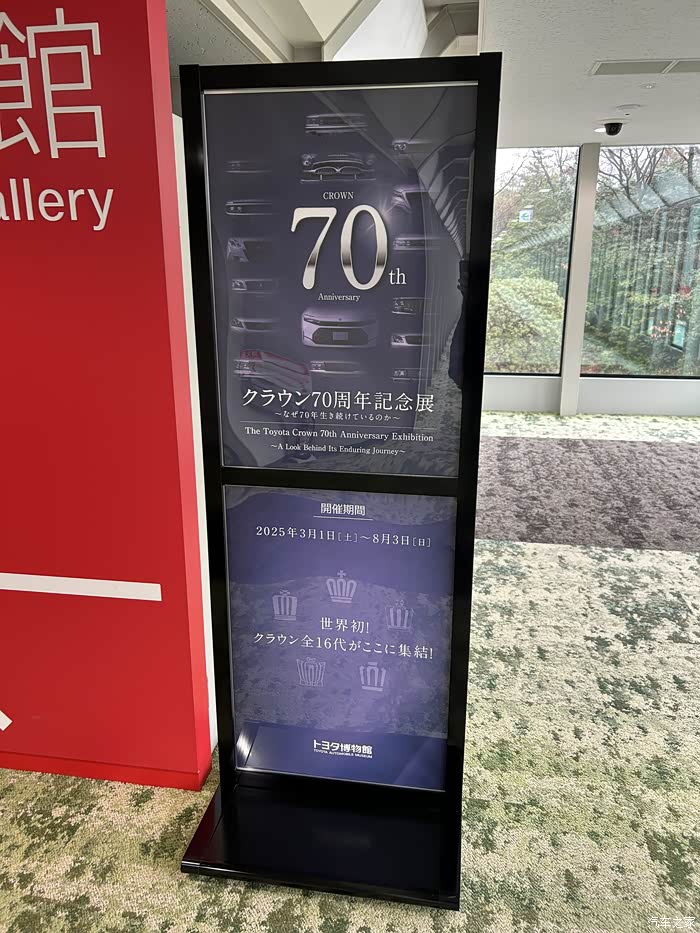 館
allery
CROWN
70th
Anniversary
クラウン70周年記念展
～なぜ70年生き続けているのか～
The Toyota Crown 70th Anniversary Exhibition
～A Look Behind Its Enduring Journey～
開催期間
2025年3月1日[土]～8月3日[日]
世界初!
クラウン全16代がここに集結!
トヨタ博物館
TOYOTA AUTOMOBILE MUSEUM
汽车之家